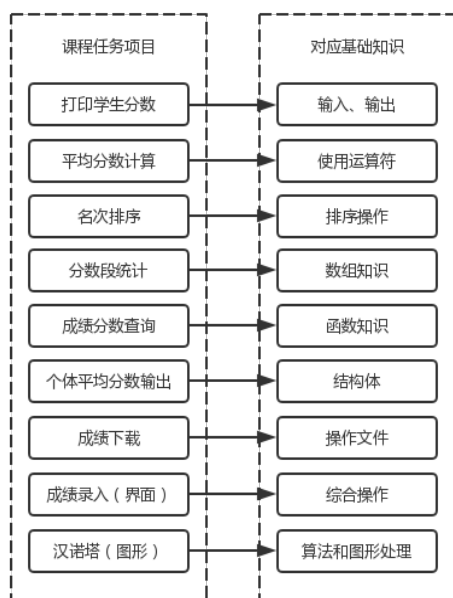 课程任务项目 对应基础知识
打印学生分数 输入、输出
平均分数计算 使用运算符
名次排序 排序操作
分数段统计 数组知识
成绩分数查询 函数知识
个体平均分数输出 结构体
成绩下载 操作文件
成绩录入（界面） 综合操作
汉诺塔（图形） 算法和图形处理